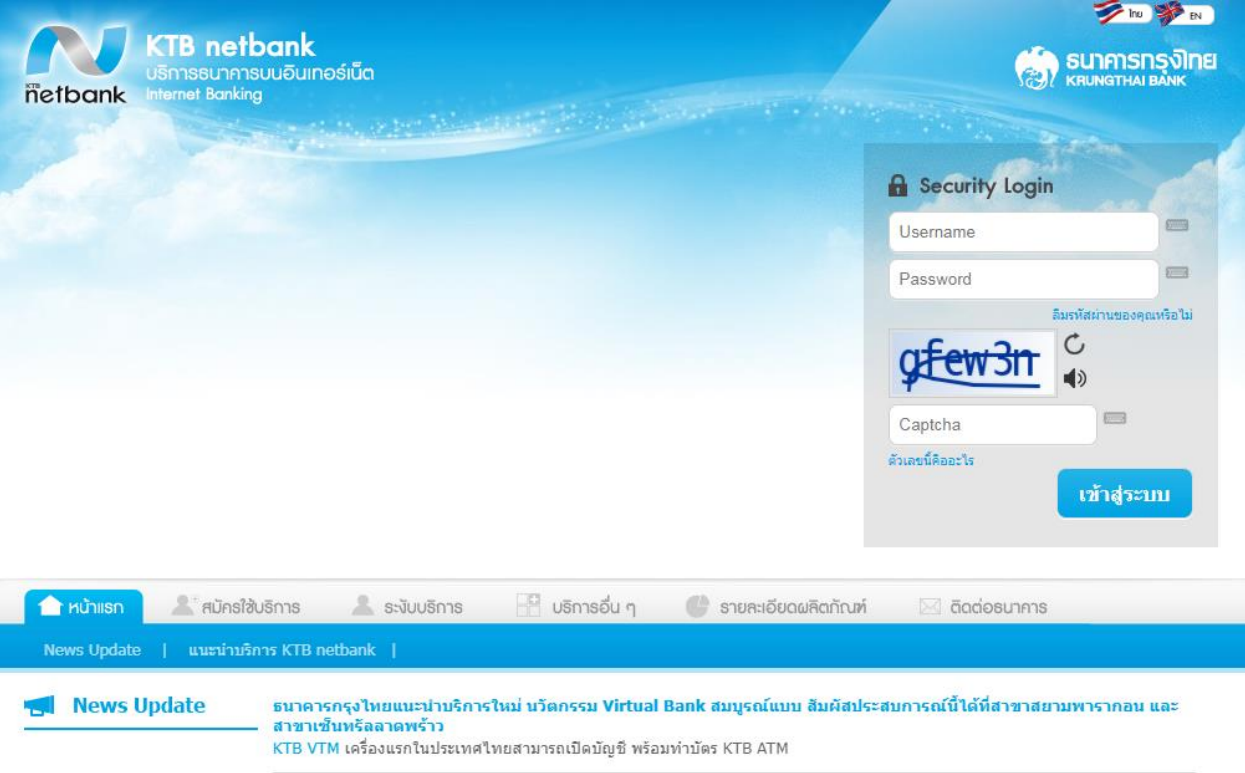 ไทย EN
KTB netbank
บริการธนาคารบนอินเทอร์เน็ต
Internet Banking
KTB
netbank
ธนาคารกรุงไทย
KRUNGTHAI BANK
Security Login
Username
Password
ลืมรหัสผ่านของคุณหรือไม่
gfew3n
Captcha
ตัวเลขนี้คืออะไร
เข้าสู่ระบบ
หน้าแรก สมัครใช้บริการ ระงับบริการ บริการอื่น ๆ รายละเอียดผลิตภัณฑ์ ติดต่อธนาคาร
News Update | แนะนำบริการ KTB netbank |
News Update
ธนาคารกรุงไทยแนะนำบริการใหม่ นวัตกรรม Virtual Bank สมบูรณ์แบบ สัมผัสประสบการณ์นี้ได้ที่สาขาสยามพารากอน และ
สาขาเซ็นทรัลลาดพร้าว
KTB VTM เครื่องแรกในประเทศไทยสามารถเปิดบัญชี พร้อมทำบัตร KTB ATM